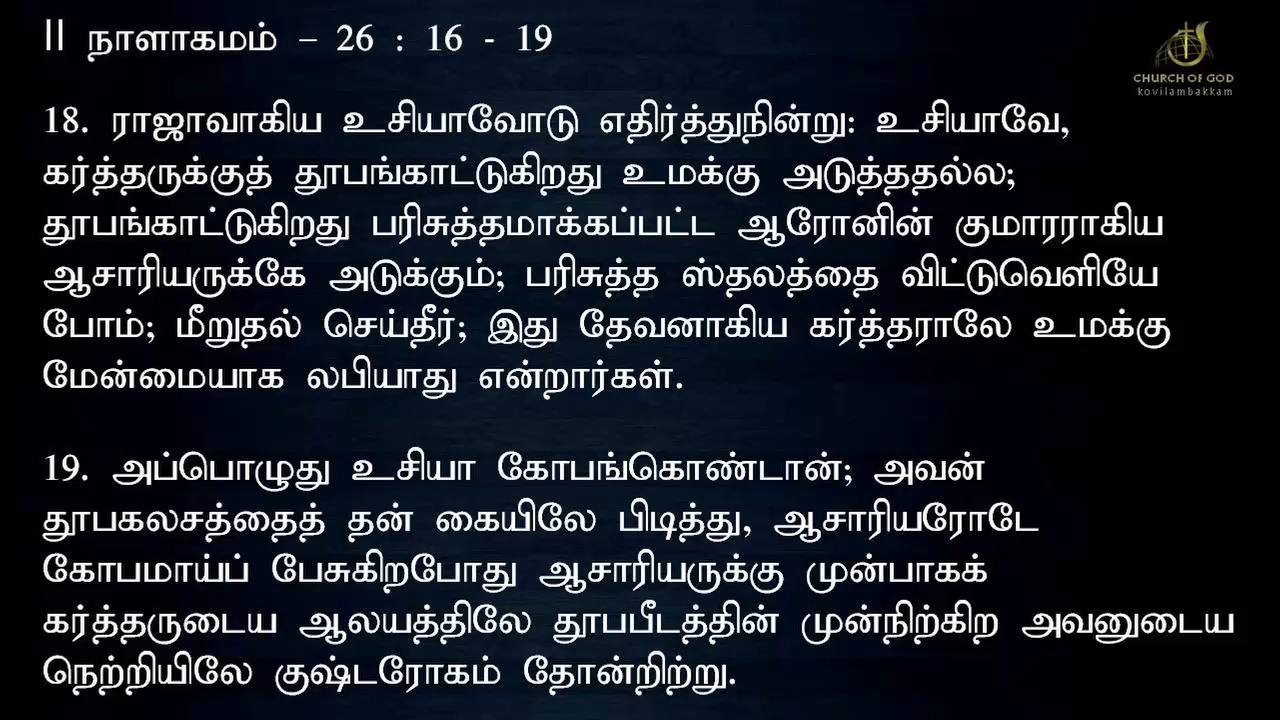 II நாளாகமம் – 26 : 16 - 19
CHURCH OF GOD
kovilambakkam
18. ராஜாவாகிய உசியாவோடு எதிர்த்துநின்று: உசியாவே,
கர்த்தருக்குத் தூபங்காட்டுகிறது உமக்கு அடுத்ததல்ல;
தூபங்காட்டுகிறது பரிசுத்தமாக்கப்பட்ட ஆரோனின் குமாரராகிய
ஆசாரியருக்கே அடுக்கும்; பரிசுத்த ஸ்தலத்தை விட்டுவெளியே
போம்; மீறுதல் செய்தீர்; இது தேவனாகிய கர்த்தராலே உமக்கு
மேன்மையாக லபியாது என்றார்கள்.
19. அப்பொழுது உசியா கோபங்கொண்டான்; அவன்
தூபகலசத்தைத் தன் கையிலே பிடித்து, ஆசாரியரோடே
கோபமாய்ப் பேசுகிறபோது ஆசாரியருக்கு முன்பாகக்
கர்த்தருடைய ஆலயத்திலே தூபபீடத்தின் முன்நிற்கிற அவனுடைய
நெற்றியிலே குஷ்டரோகம் தோன்றிற்று.